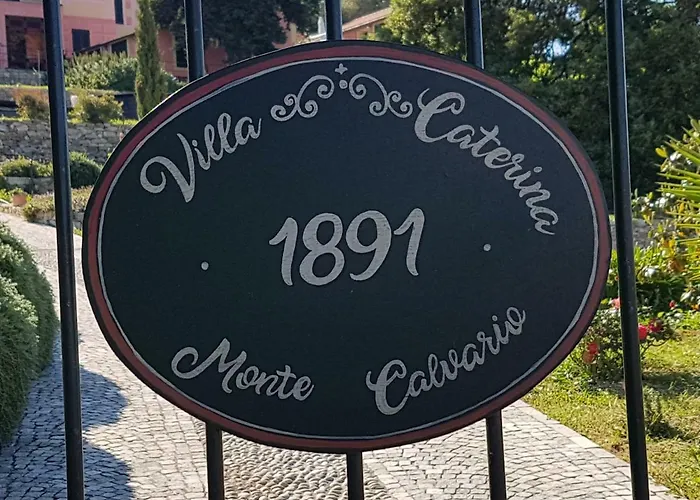 Villa Caterina
· 1891 ·
Monte Calvario